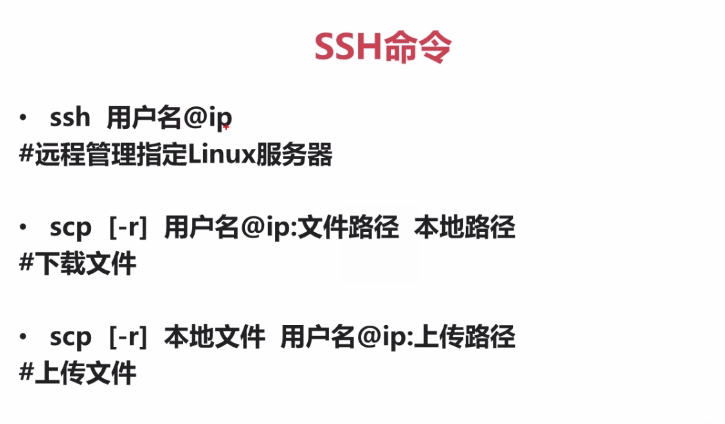 SSH命令
• ssh 用户名@ip
#远程管理指定Linux服务器
• scp [-r] 用户名@ip:文件路径 本地路径
#下载文件
• scp [-r] 本地文件 用户名@ip:上传路径
#上传文件